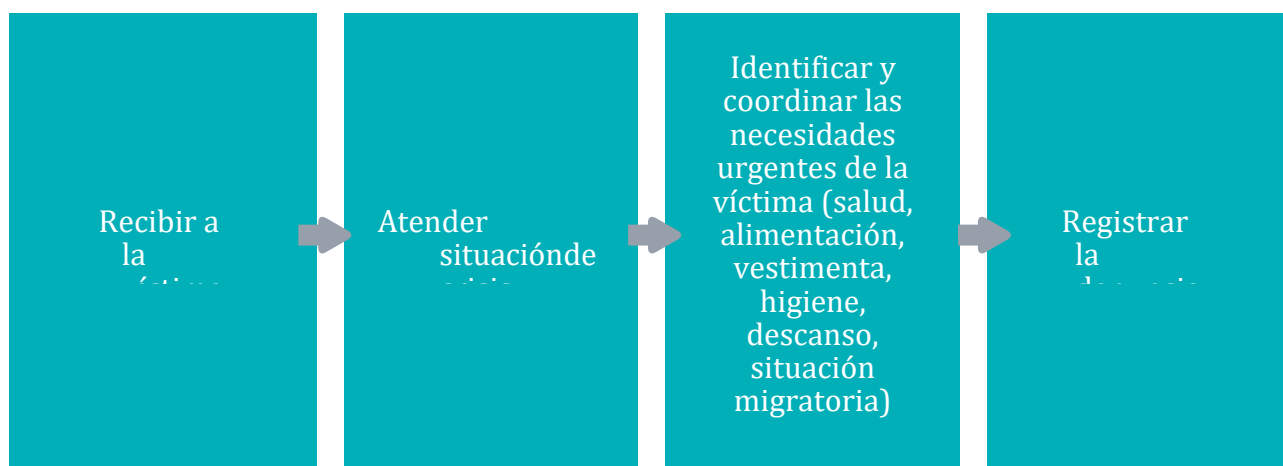 Recibir a
la
Atender
situaciónde
Identificar y
coordinar las
necesidades
urgentes de la
víctima (salud,
alimentación,
vestimenta,
higiene,
descanso,
situación
migratoria)
Registrar
la